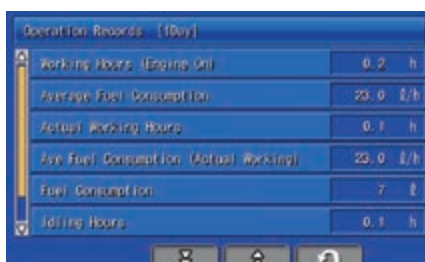 Operation Records [1Day]
Working Hours (Engine On) 0.2 h
Average Fuel Consumption 23.0 ℓ/h
Actual Working Hours 0.1 h
Ave Fuel Consumption (Actual Working) 23.0 ℓ/h
Fuel Consumption 7 ℓ
Idling Hours 0.1 h